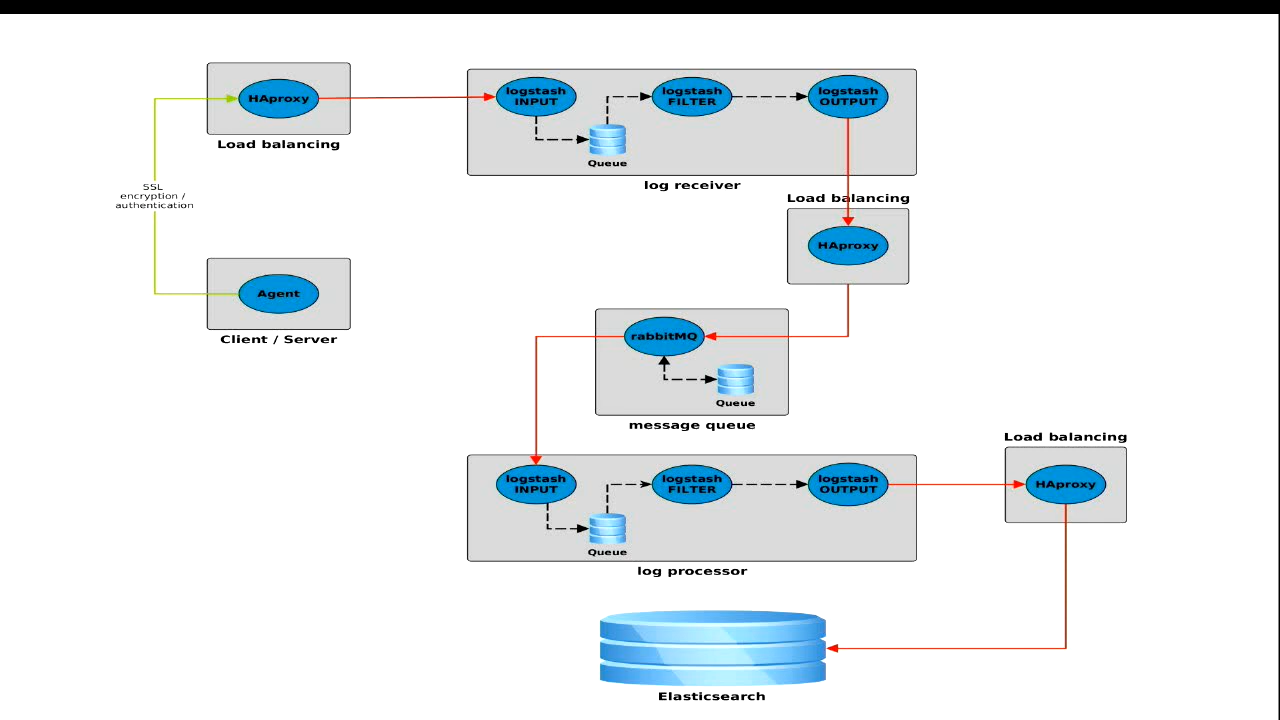 HAproxy
Load balancing
logstash
INPUT
logstash
FILTER
logstash
OUTPUT
Queue
log receiver
SSL
encryption /
authentication
Load balancing
HAproxy
Agent
Client / Server
rabbitMQ
Queue
message queue
Load balancing
logstash
INPUT
logstash
FILTER
logstash
OUTPUT
HAproxy
Queue
log processor
Elasticsearch